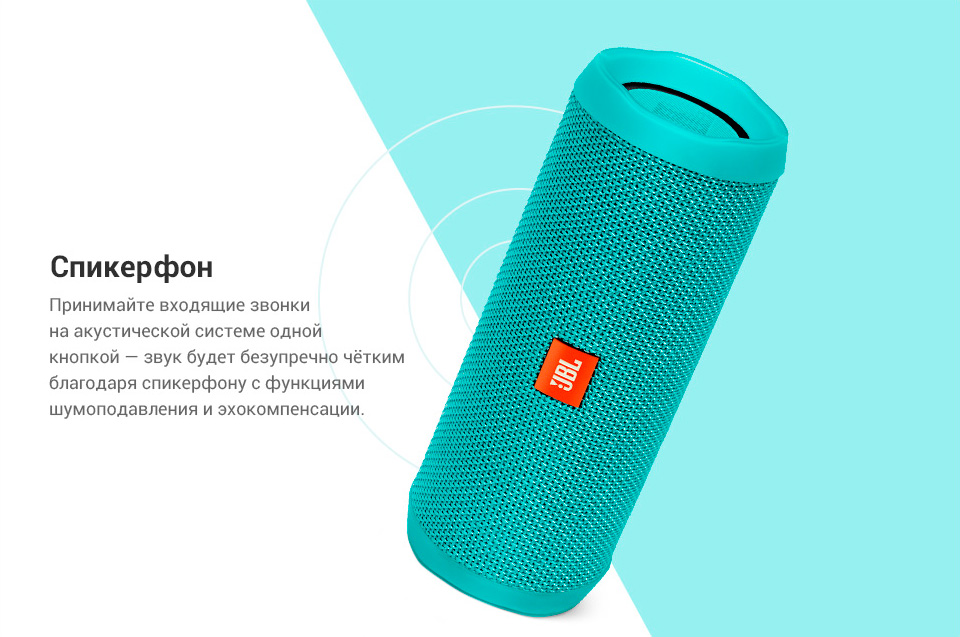 Спикерфон
Принимайте входящие звонки
на акустической системе одной
кнопкой — звук будет безупречно чётким
благодаря спикерфону с функциями
шумоподавления и эхокомпенсации.
JBL